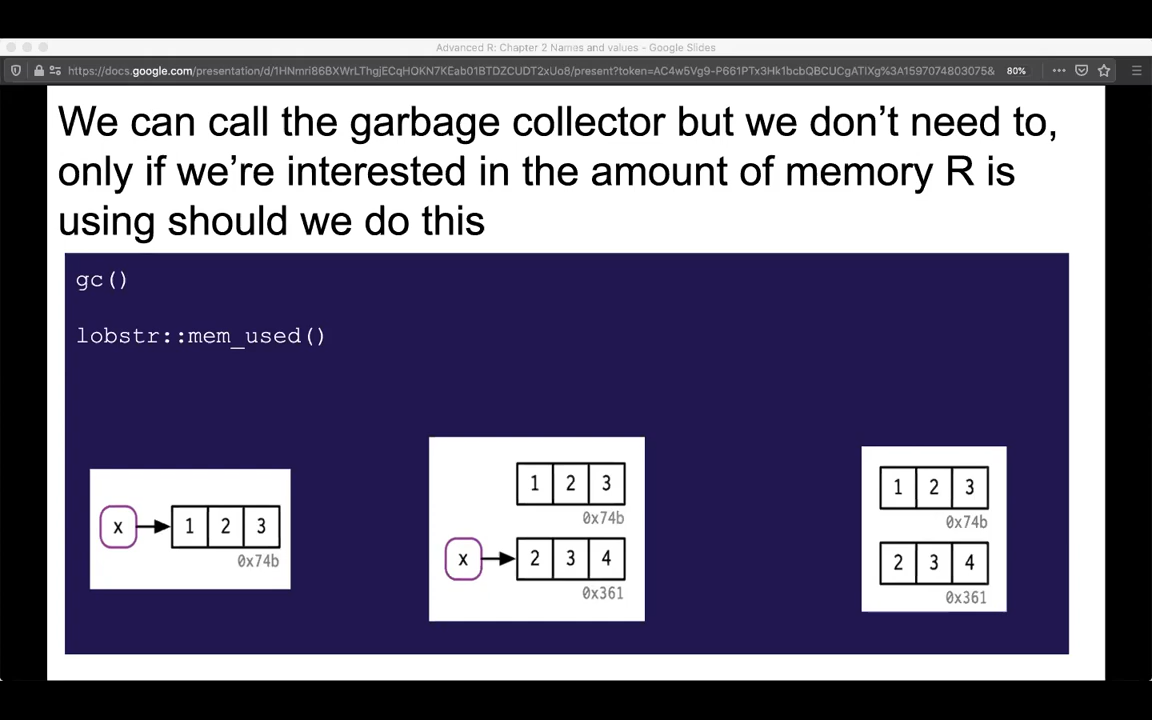 Advanced R: Chapter 2 Names and values - Google Slides
https://docs.google.com/presentation/d/1HNmri86BXWrLThgjECqHOKN7KEab01BTDZCUDT2xUo8/present?token=AC4w5Vg9-P661PTx3Hk1bcbQBCUCgATIXg%3A1597074803075&
80%
We can call the garbage collector but we don't need to,
only if we're interested in the amount of memory R is
using should we do this
gc()
lobstr::mem_used()
x 1 2 3
0x74b
1 2 3
0x74b
x 2 3 4
0x361
1 2 3
0x74b
2 3 4
0x361